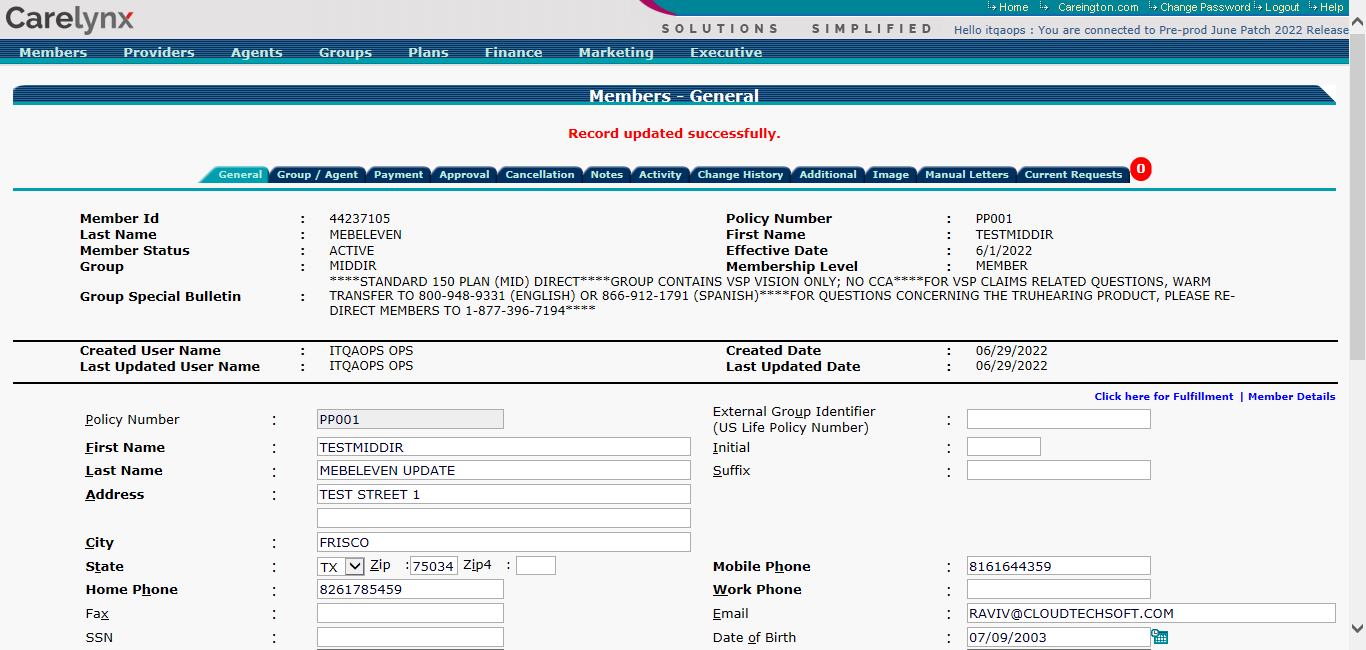 Carelynx
Home Careington.com Change Password Logout Help
SOLUTIONS SIMPLIFIED
Hello itqaops : You are connected to Pre-prod June Patch 2022 Release
Members Providers Agents Groups Plans Finance Marketing Executive
Members - General
Record updated successfully.
General Group / Agent Payment Approval Cancellation Notes Activity Change History Additional Image Manual Letters Current Requests 0
Member Id : 44237105 Policy Number : PP001
Last Name : MEBELEVEN First Name : TESTMIDDIR
Member Status : ACTIVE Effective Date : 6/1/2022
Group : MIDDIR Membership Level : MEMBER
Group Special Bulletin : ****STANDARD 150 PLAN (MID) DIRECT****GROUP CONTAINS VSP VISION ONLY; NO CCA****FOR VSP CLAIMS RELATED QUESTIONS, WARM
TRANSFER TO 800-948-9331 (ENGLISH) OR 866-912-1791 (SPANISH)****FOR QUESTIONS CONCERNING THE TRUHEARING PRODUCT, PLEASE RE-
DIRECT MEMBERS TO 1-877-396-7194****
Created User Name : ITQAOPS OPS Created Date : 06/29/2022
Last Updated User Name : ITQAOPS OPS Last Updated Date : 06/29/2022
Click here for Fulfillment | Member Details
Policy Number : PP001 External Group Identifier
(US Life Policy Number) :
First Name : TESTMIDDIR Initial :
Last Name : MEBELEVEN UPDATE Suffix :
Address : TEST STREET 1
City : FRISCO
State : TX Zip : 75034 Zip4 : Mobile Phone : 8161644359
Home Phone : 8261785459 Work Phone :
Fax : Email : RAVIV@CLOUDTECHSOFT.COM
SSN : Date of Birth : 07/09/2003